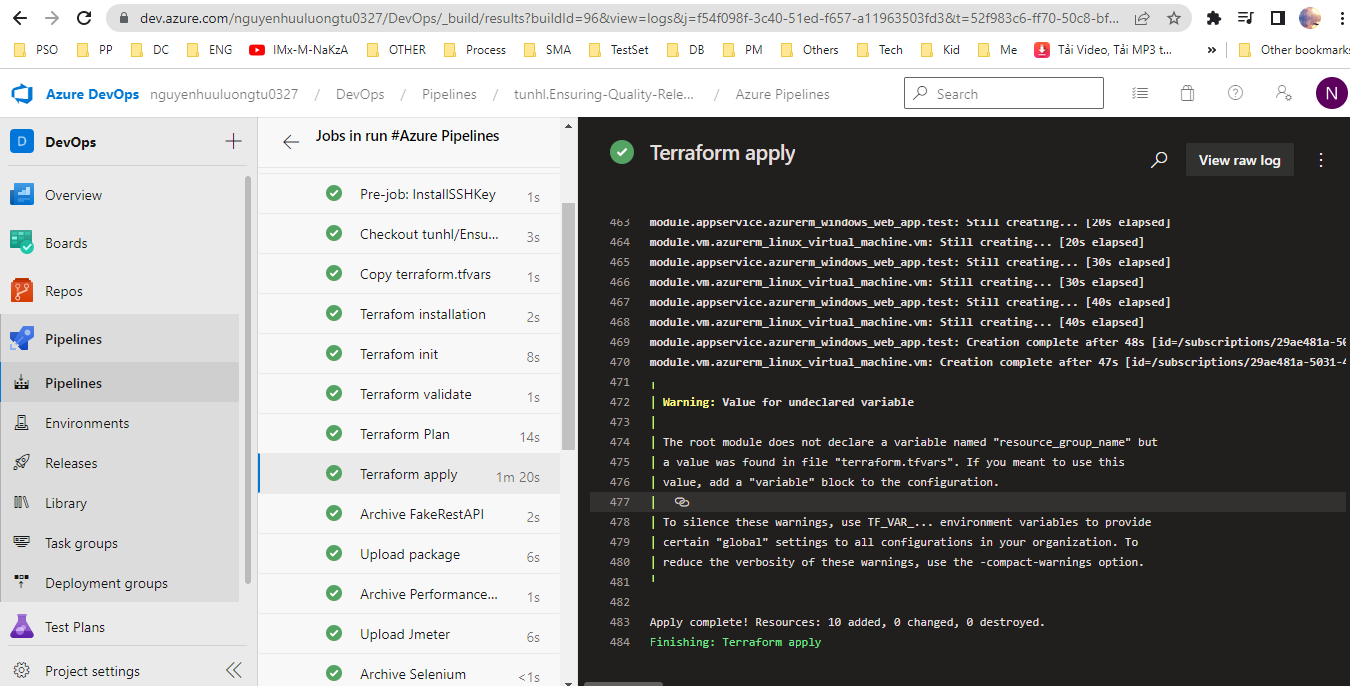 dev.azure.com/nguyenhuuluongtu0327/DevOps/_build/results?buildId=96&view=logs&j=f54f098f-3c40-51ed-f657-a11963503fd3&t=52f983c6-ff70-50c8-bf...
PSO PP DC ENG IMx-M-NaKzA OTHER Process SMA TestSet DB PM Others Tech Kid Me Tải Video, Tải MP3 t... » Other bookmarks
Azure DevOps nguyenhuuluongtu0327 / DevOps / Pipelines / tunhl.Ensuring-Quality-Rele... / Azure Pipelines
Search
N
D DevOps
Overview
Boards
Repos
Pipelines
Pipelines
Environments
Releases
Library
Task groups
Deployment groups
Test Plans
Project settings
Jobs in run #Azure Pipelines
Pre-job: InstallSSHKey 1s
Checkout tunhl/Ensu... 3s
Copy terraform.tfvars 1s
Terrafom installation 2s
Terrafom init 8s
Terraform validate 1s
Terraform Plan 14s
Terraform apply 1m 20s
Archive FakeRestAPI 2s
Upload package 6s
Archive Performance... 1s
Upload Jmeter 6s
Archive Selenium <1s
Terraform apply
View raw log
463 module.appservice.azurerm_windows_web_app.test: Still creating... [20s elapsed]
464 module.vm.azurerm_linux_virtual_machine.vm: Still creating... [20s elapsed]
465 module.appservice.azurerm_windows_web_app.test: Still creating... [30s elapsed]
466 module.vm.azurerm_linux_virtual_machine.vm: Still creating... [30s elapsed]
467 module.appservice.azurerm_windows_web_app.test: Still creating... [40s elapsed]
468 module.vm.azurerm_linux_virtual_machine.vm: Still creating... [40s elapsed]
469 module.appservice.azurerm_windows_web_app.test: Creation complete after 48s [id=/subscriptions/29ae481a-50
470 module.vm.azurerm_linux_virtual_machine.vm: Creation complete after 47s [id=/subscriptions/29ae481a-5031-4
471
472 Warning: Value for undeclared variable
473
474 The root module does not declare a variable named "resource_group_name" but
475 a value was found in file "terraform.tfvars". If you meant to use this
476 value, add a "variable" block to the configuration.
477
478 To silence these warnings, use TF_VAR_... environment variables to provide
479 certain "global" settings to all configurations in your organization. To
480 reduce the verbosity of these warnings, use the -compact-warnings option.
481
482
483 Apply complete! Resources: 10 added, 0 changed, 0 destroyed.
484 Finishing: Terraform apply